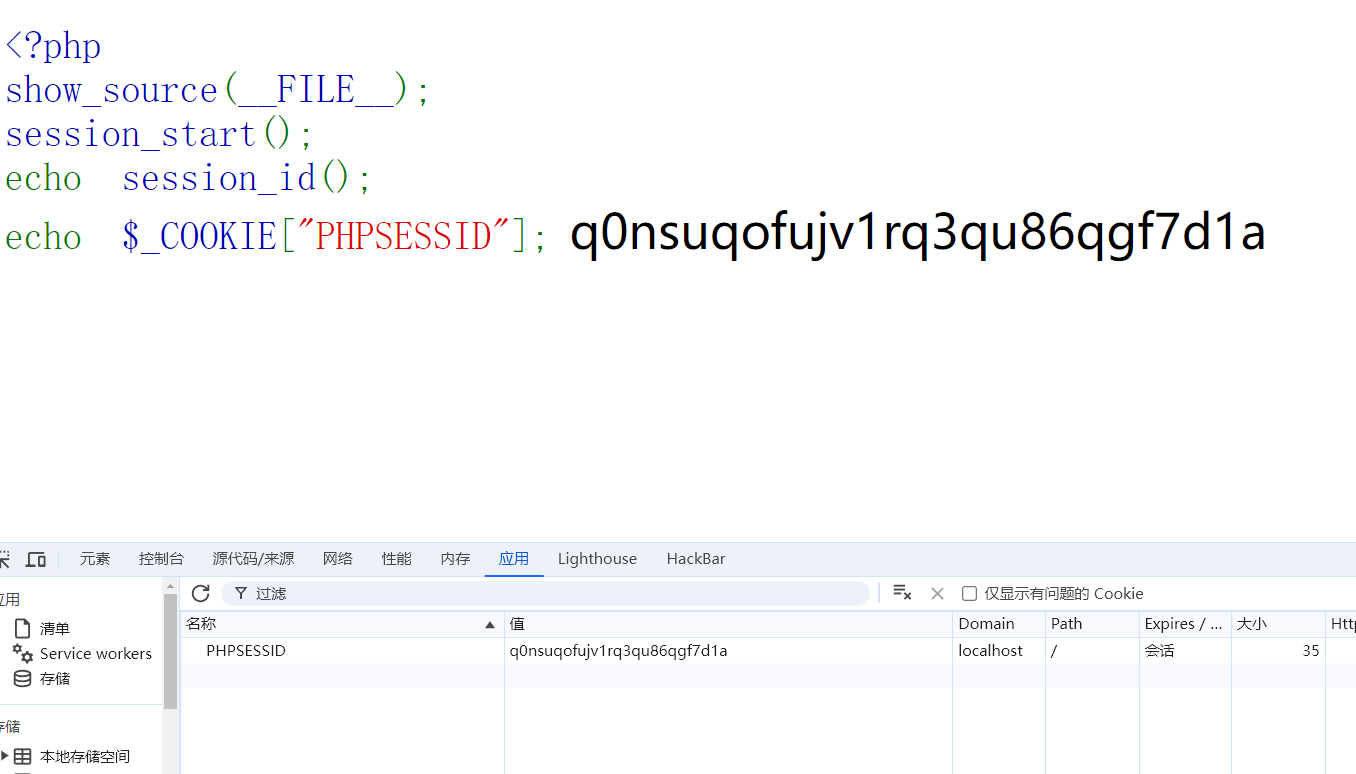 <?php
show_source(__FILE__);
session_start();
echo  session_id();
echo  $_COOKIE["PHPSESSID"]; q0nsuqofujv1rq3qu86qgf7d1a
元素 控制台 源代码/来源 网络 性能 内存 应用 Lighthouse HackBar
应用
过滤
仅显示有问题的 Cookie
清单
Service workers
存储
存储
本地存储空间
名称 值 Domain Path Expires / ... 大小 Http
PHPSESSID q0nsuqofujv1rq3qu86qgf7d1a localhost / 会话 35